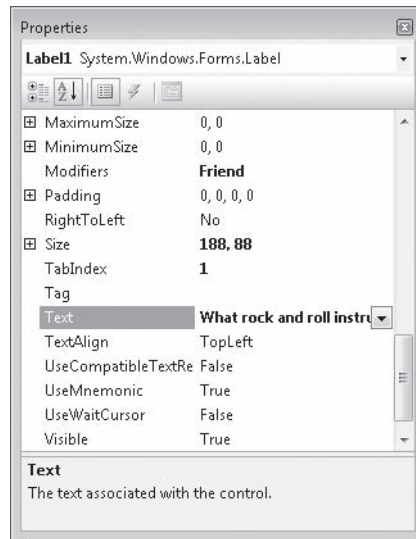 Properties
Label1 System.Windows.Forms.Label
MaximumSize 0, 0
MinimumSize 0, 0
Modifiers Friend
Padding 0, 0, 0, 0
RightToLeft No
Size 188, 88
TabIndex 1
Tag
Text What rock and roll instru
TextAlign TopLeft
UseCompatibleTextRe False
UseMnemonic True
UseWaitCursor False
Visible True
Text
The text associated with the control.